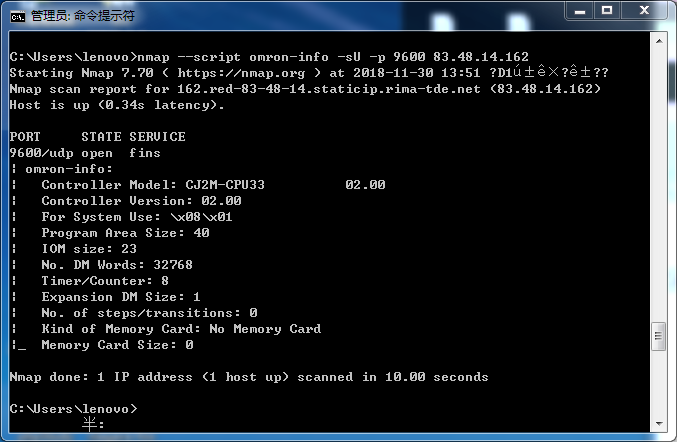 管理员: 命令提示符
C:\Users\lenovo>nmap --script omron-info -sU -p 9600 83.48.14.162
Starting Nmap 7.70 ( https://nmap.org ) at 2018-11-30 13:51 ?D1ú±ê×?ê±??
Nmap scan report for 162.red-83-48-14.staticip.rima-tde.net (83.48.14.162)
Host is up (0.34s latency).
PORT     STATE SERVICE
9600/udp open  fins
| omron-info:
|   Controller Model: CJ2M-CPU33          02.00
|   Controller Version: 02.00
|   For System Use: \x08\x01
|   Program Area Size: 40
|   IOM size: 23
|   No. DM Words: 32768
|   Timer/Counter: 8
|   Expansion DM Size: 1
|   No. of steps/transitions: 0
|   Kind of Memory Card: No Memory Card
|_  Memory Card Size: 0
Nmap done: 1 IP address (1 host up) scanned in 10.00 seconds
C:\Users\lenovo>
半: